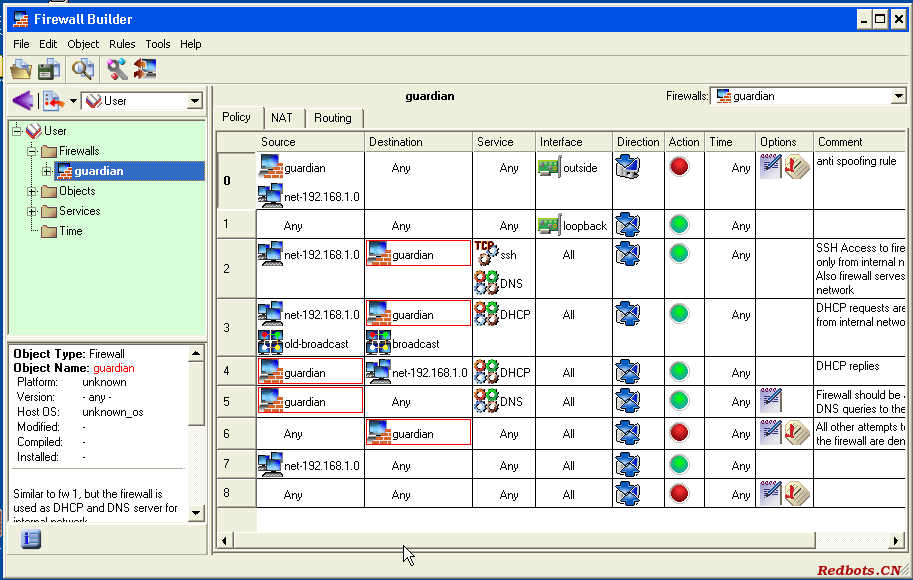 Firewall Builder
File Edit Object Rules Tools Help
User
guardian
Firewalls: guardian
User
Firewalls
guardian
Objects
Services
Time
Object Type: Firewall
Object Name: guardian
Platform: unknown
Version: - any -
Host OS: unknown_os
Modified: -
Compiled: -
Installed: -
Similar to fw 1, but the firewall is
used as DHCP and DNS server for
internal network
Policy NAT Routing
Source Destination Service Interface Direction Action Time Options Comment
0 guardian Any Any outside Any anti spoofing rule
net-192.168.1.0
1 Any Any Any loopback Any
2 net-192.168.1.0 guardian TCP ssh All Any SSH Access to fire
only from internal n
DNS Also firewall serves
network
3 net-192.168.1.0 guardian DHCP All Any DHCP requests are
from internal netwo
old-broadcast broadcast
4 guardian net-192.168.1.0 DHCP All Any DHCP replies
5 guardian Any DNS All Any Firewall should be
DNS queries to the
6 Any guardian Any All Any All other attempts to
the firewall are den
7 net-192.168.1.0 Any Any All Any
8 Any Any Any All Any
Redbots.CN